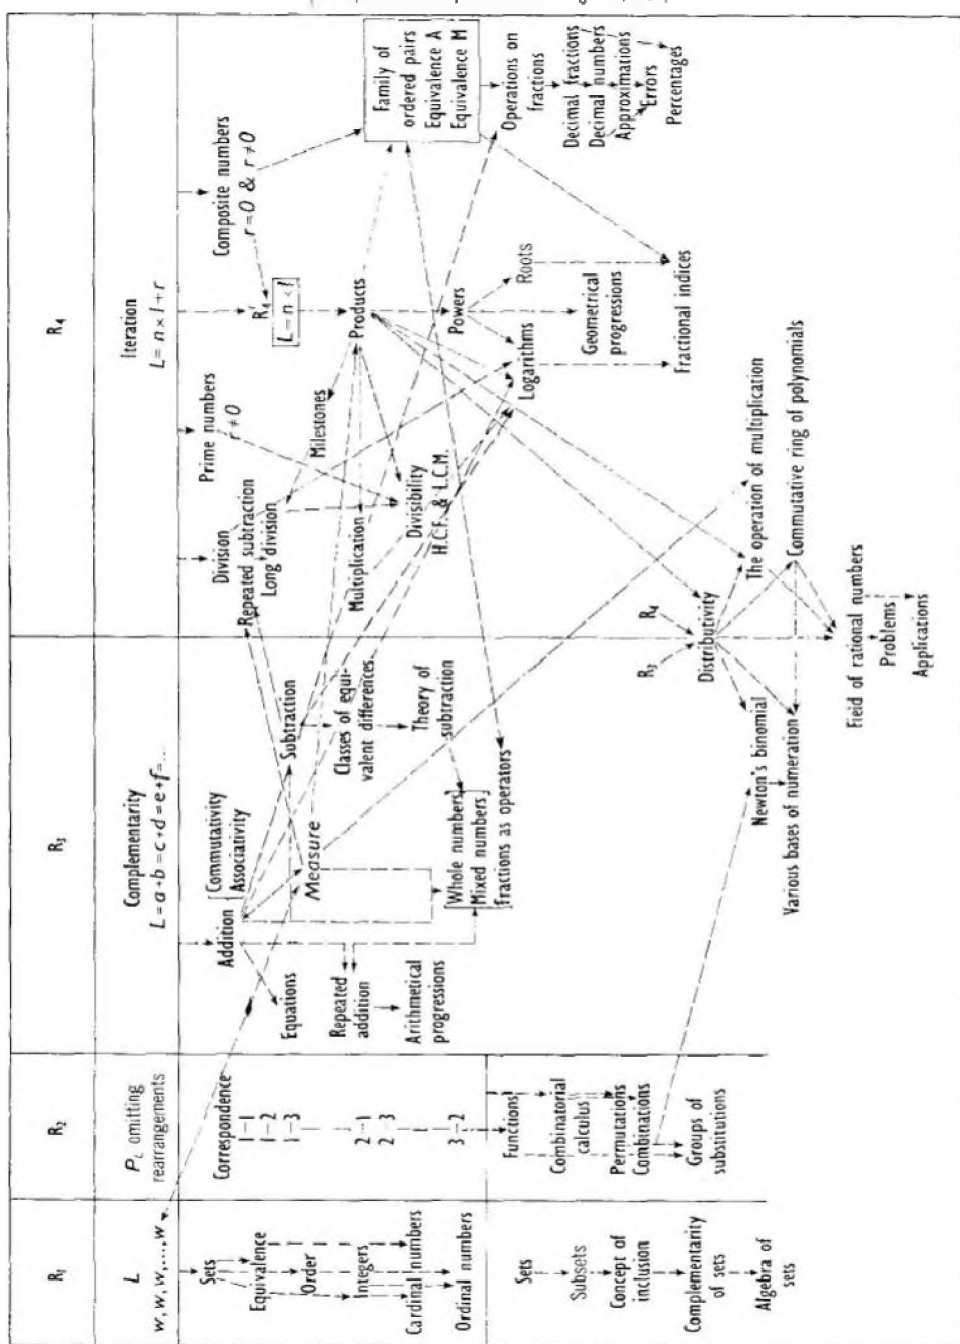 R₁
R₂
R₃
R₄
L
w, w, w, w, ...., w
P_L omitting
rearrangements
Complementarity
L = a + b = c + d = e + f = ...
Iteration
L = n × l + r
Sets
Equivalence
Order
Integers
Cardinal numbers
Ordinal numbers
Sets
Subsets
Concept of
inclusion
Complementarity
of sets
Algebra of
sets
Correspondence
1 — 1
1 — 2
1 — 3
2 — 1
2 — 3
3 — 2
Functions
Combinatorial
calculus
Permutations
Combinations
Groups of
substitutions
Addition
Commutativity
Associativity
Equations
Measure
Subtraction
Repeated
addition
Arithmetical
progressions
Classes of equi-
valent differences
Theory of
subtraction
Whole numbers
Mixed numbers
Fractions as operators
R₃
R₄
Distributivity
Newton's binomial
Various bases of numeration
The operation of multiplication
Commutative ring of polynomials
Field of rational numbers
Problems
Applications
Division
Repeated subtraction
Long division
Prime numbers
r ≠ 0
Milestones
Multiplication
Divisibility
H.C.F. & L.C.M.
Composite numbers
r = 0 & r ≠ 0
R₄′
Products
Powers
Logarithms
Roots
Geometrical
progressions
Fractional indices
Family of
ordered pairs
Equivalence A
Equivalence M
Operations on
fractions
Decimal fractions
Decimal numbers
Approximations
Errors
Percentages